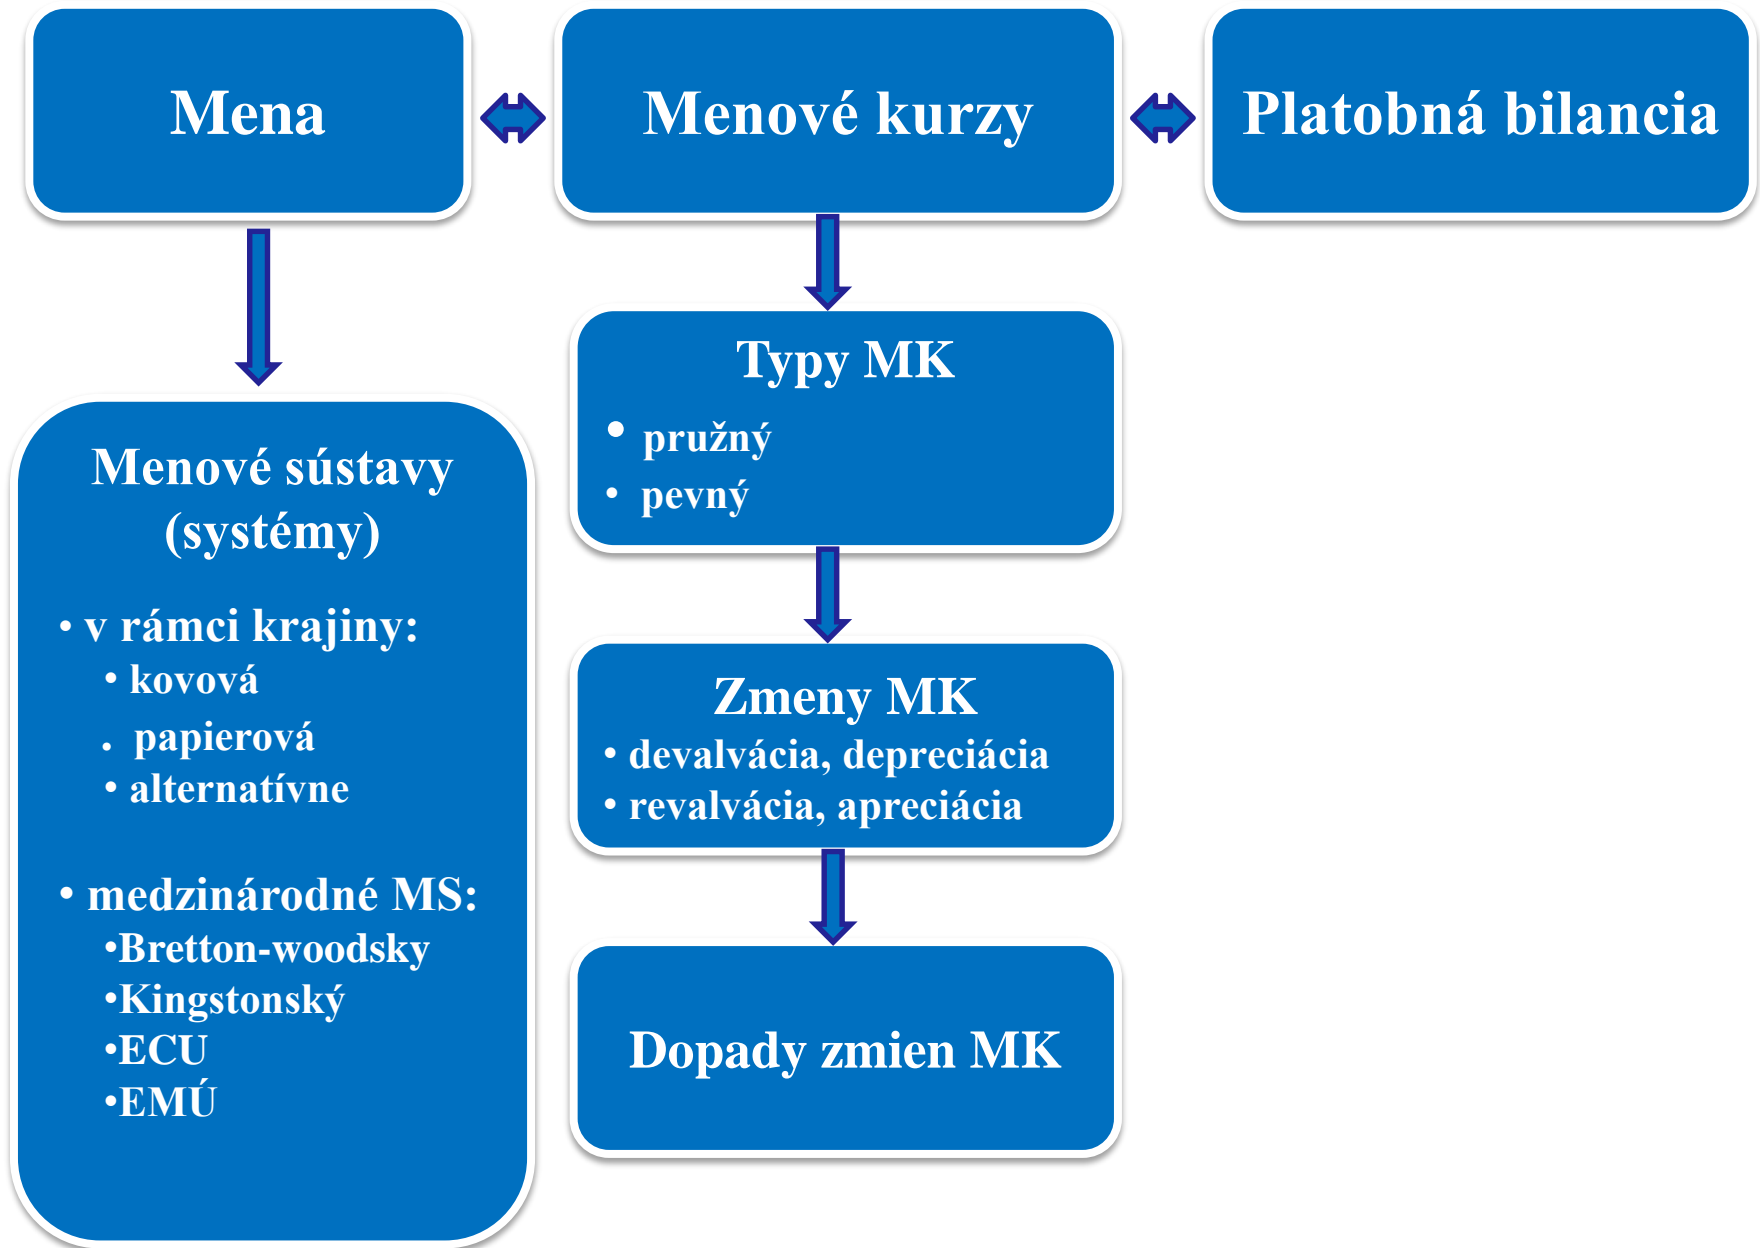 Mena
Menové kurzy
Platobná bilancia
Menové sústavy
(systémy)
• v rámci krajiny:
• kovová
. papierová
• alternatívne
• medzinárodné MS:
•Bretton-woodsky
•Kingstonský
•ECU
•EMÚ
Typy MK
• pružný
• pevný
Zmeny MK
• devalvácia, depreciácia
• revalvácia, apreciácia
Dopady zmien MK